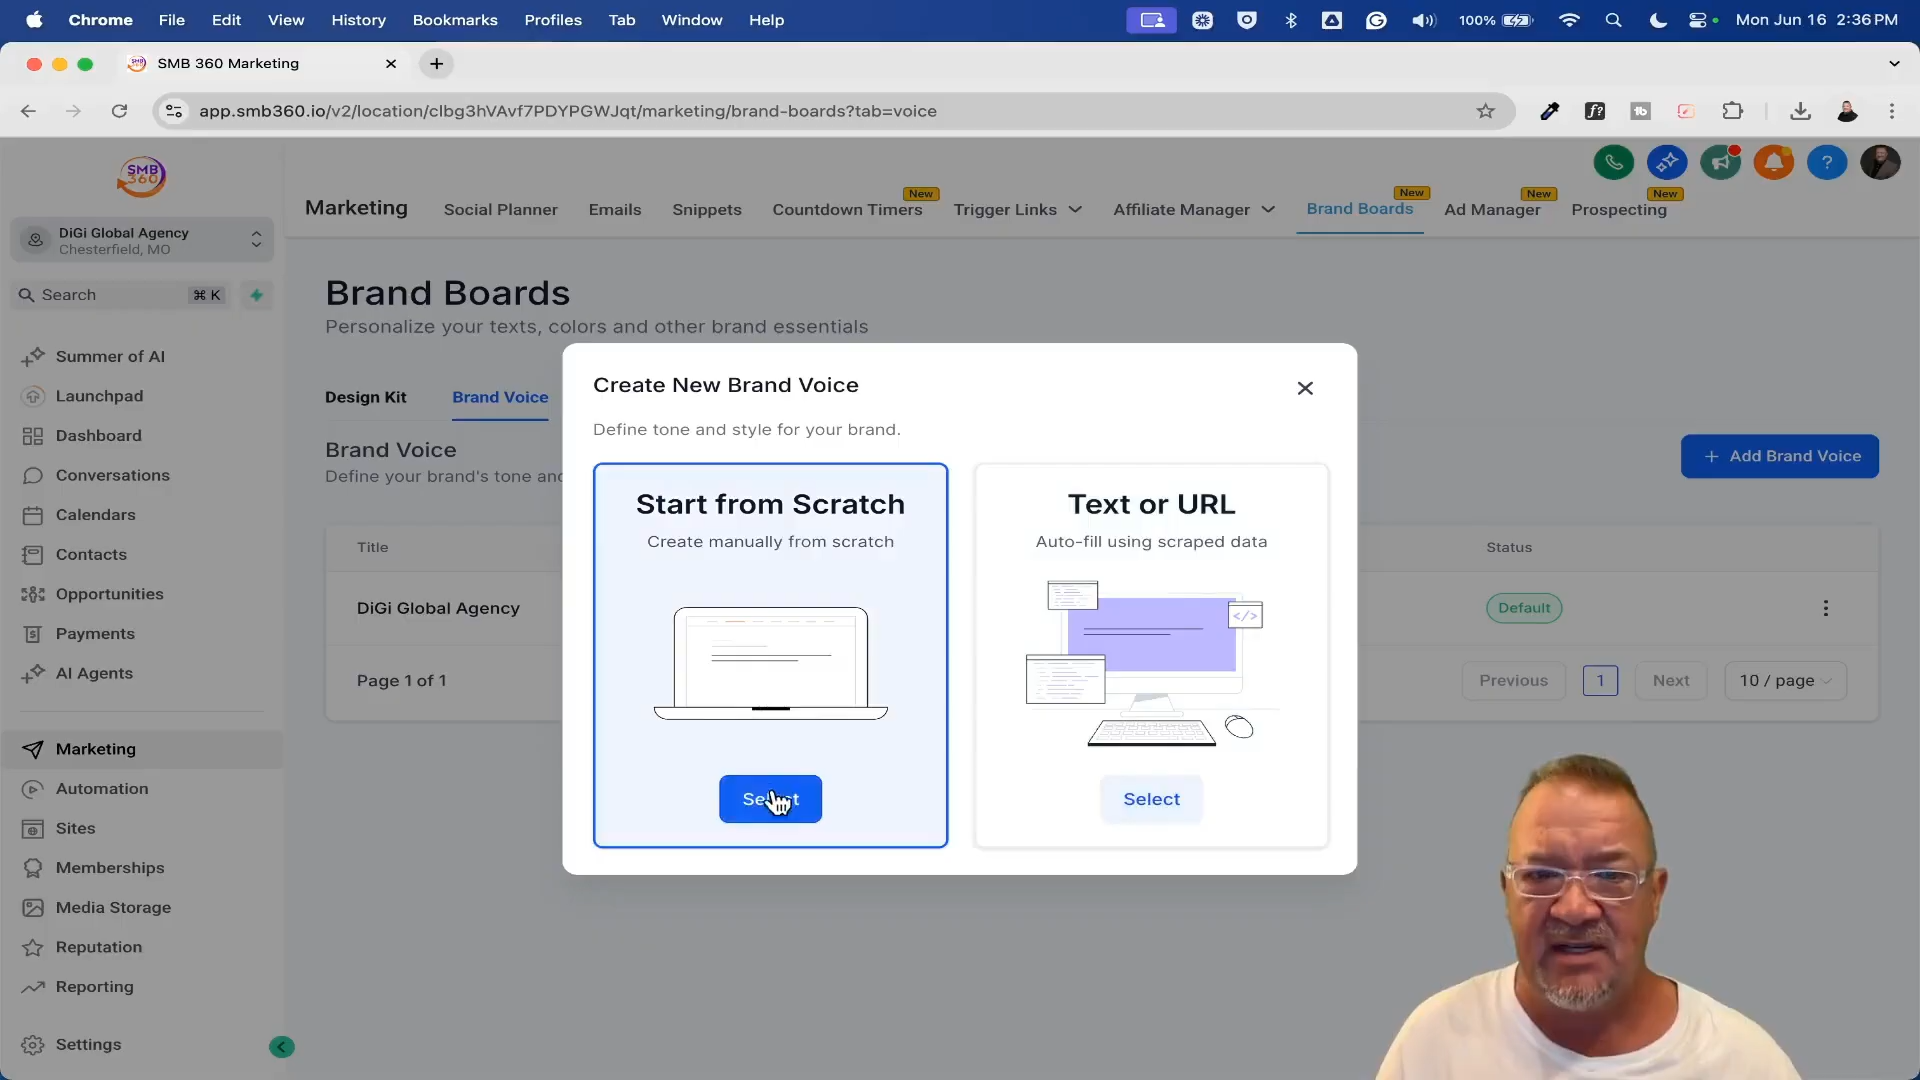 Chrome File Edit View History Bookmarks Profiles Tab Window Help 100% Mon Jun 16 2:36 PM
SMB 360 Marketing
app.smb360.io/v2/location/clbg3hVAvf7PDYPGWJqt/marketing/brand-boards?tab=voice
SMB
360
DiGi Global Agency
Chesterfield, MO
Search ⌘ K
Summer of AI
Launchpad
Dashboard
Conversations
Calendars
Contacts
Opportunities
Payments
AI Agents
Marketing
Automation
Sites
Memberships
Media Storage
Reputation
Reporting
Settings
New New New New
Marketing Social Planner Emails Snippets Countdown Timers Trigger Links Affiliate Manager Brand Boards Ad Manager Prospecting
Brand Boards
Personalize your texts, colors and other brand essentials
Design Kit Brand Voice
Brand Voice
Define your brand's tone an
+ Add Brand Voice
Title Status
DiGi Global Agency Default
Page 1 of 1 Previous 1 Next 10 / page
Create New Brand Voice
Define tone and style for your brand.
Start from Scratch
Create manually from scratch
Select
Text or URL
Auto-fill using scraped data
</>
Select